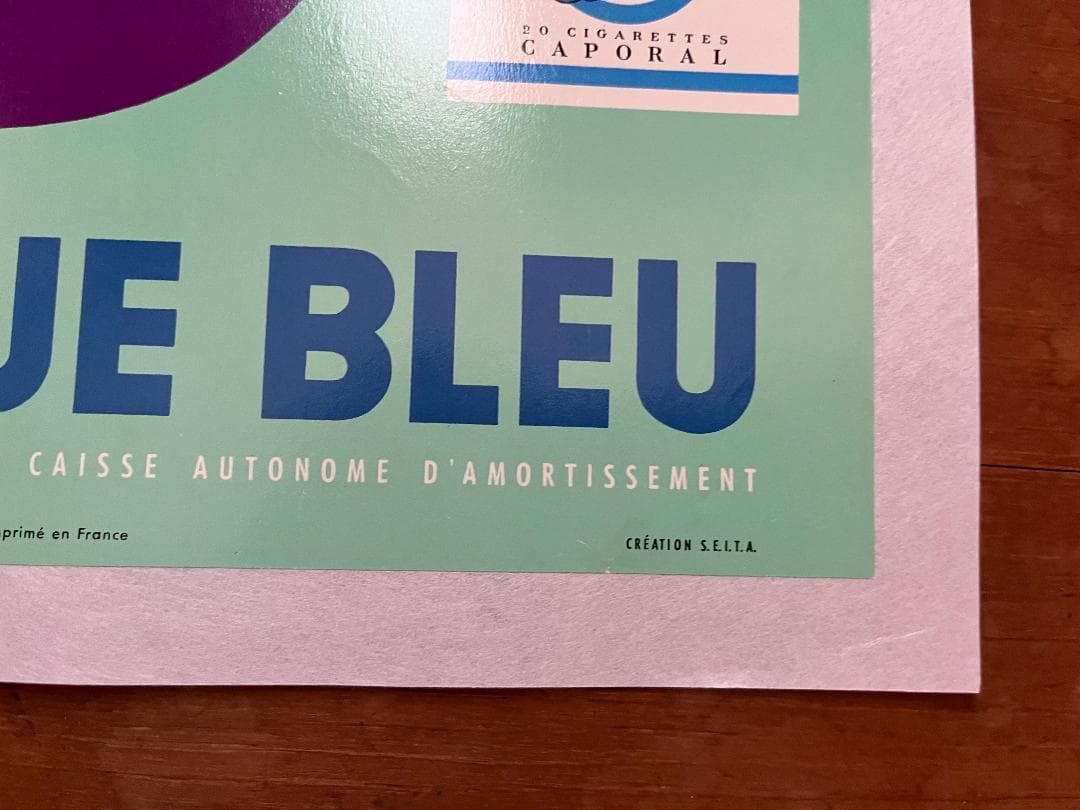 20 CIGARETTES
CAPORAL
UE BLEU
CAISSE AUTONOME D'AMORTISSEMENT
primé en France
CRÉATION S.E.I.T.A.